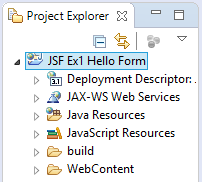 Project Explorer
JSF Ex1 Hello Form
Deployment Descriptor:
JAX-WS Web Services
Java Resources
JavaScript Resources
build
WebContent